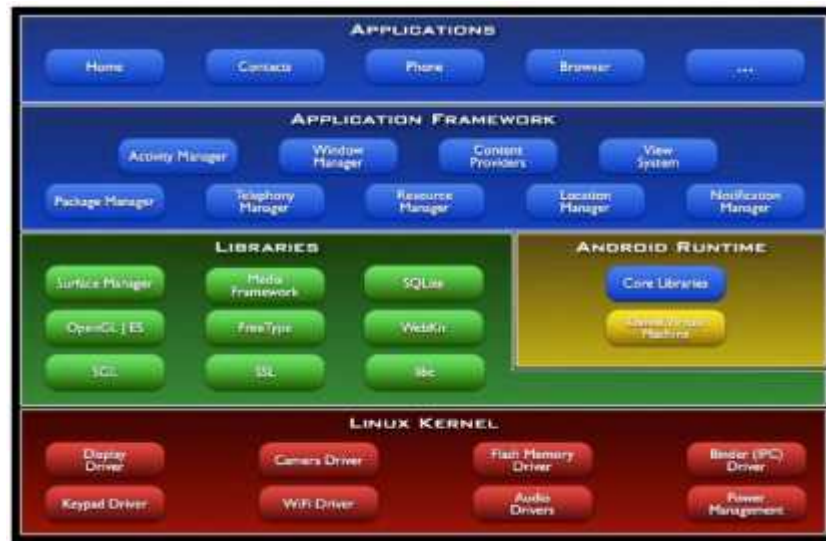 APPLICATIONS
Home
Contacts
Phone
Browser
...
APPLICATION FRAMEWORK
Activity Manager
Window
Manager
Content
Providers
View
System
Package Manager
Telephony
Manager
Resource
Manager
Location
Manager
Notification
Manager
LIBRARIES
Surface Manager
Media
Framework
SQLite
OpenGL | ES
FreeType
WebKit
SGL
SSL
libc
ANDROID RUNTIME
Core Libraries
Dalvik Virtual
Machine
LINUX KERNEL
Display
Driver
Camera Driver
Flash Memory
Driver
Binder (IPC)
Driver
Keypad Driver
WiFi Driver
Audio
Drivers
Power
Management